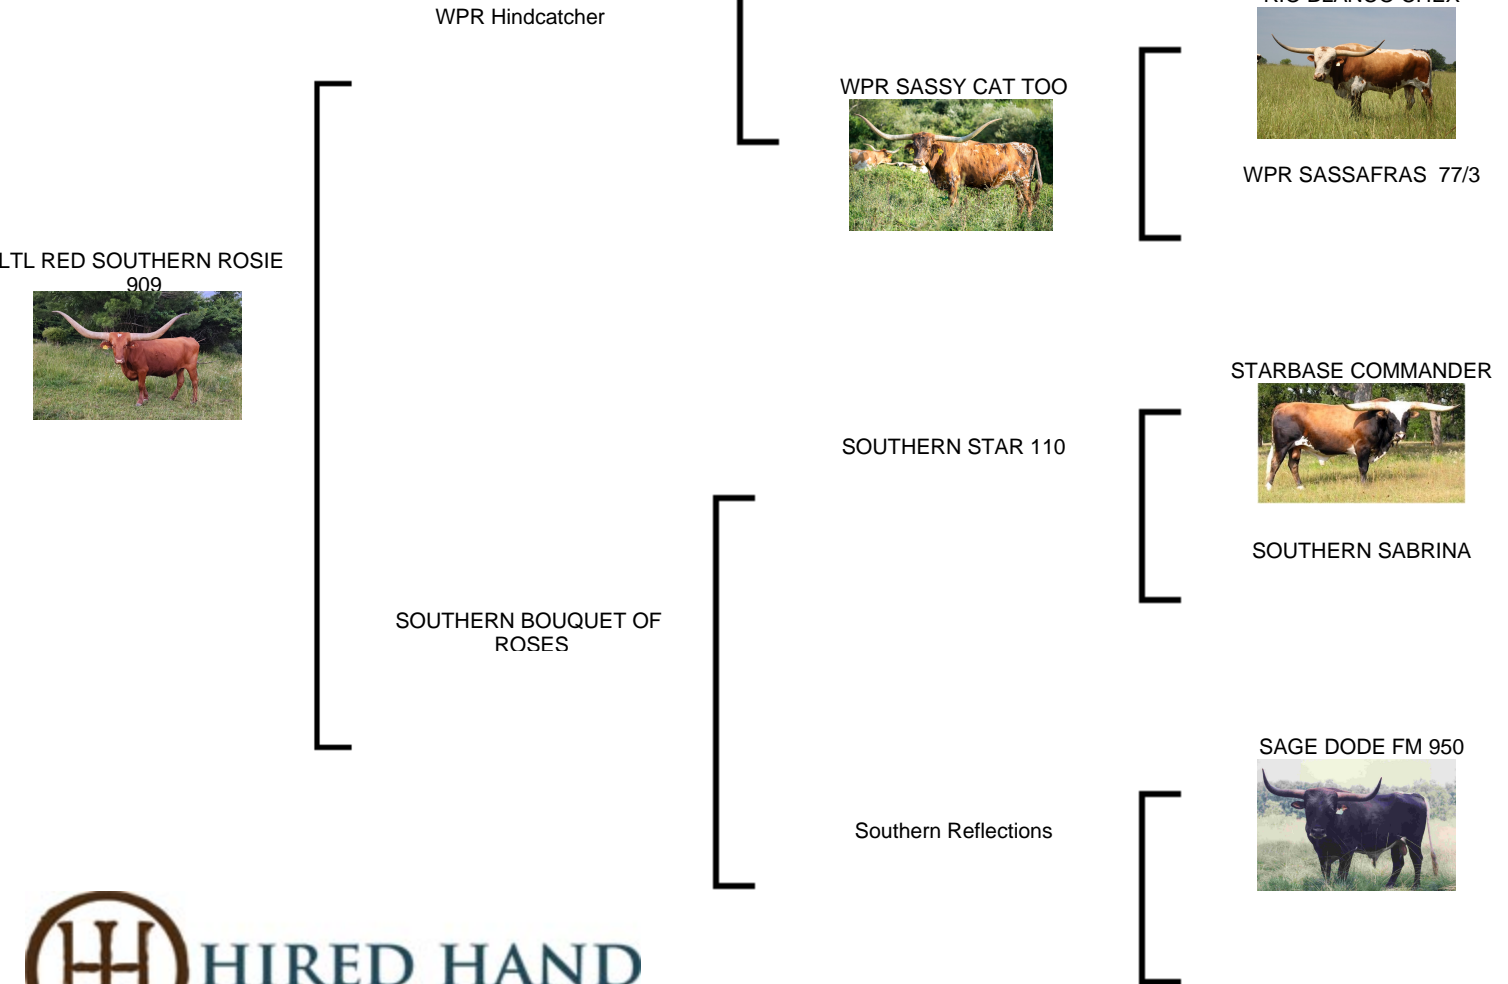 WPR Hindcatcher
WPR SASSY CAT TOO
WPR SASSAFRAS 77/3
LTL RED SOUTHERN ROSIE
909
STARBASE COMMANDER
SOUTHERN STAR 110
SOUTHERN SABRINA
SOUTHERN BOUQUET OF
ROSES
SAGE DODE FM 950
Southern Reflections
HIRED HAND